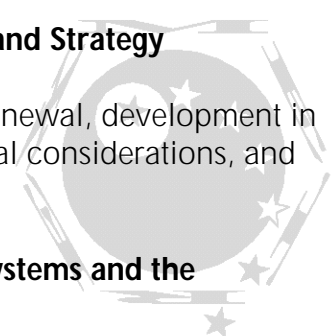 and Strategy
newal, development in
al considerations, and
ystems and the